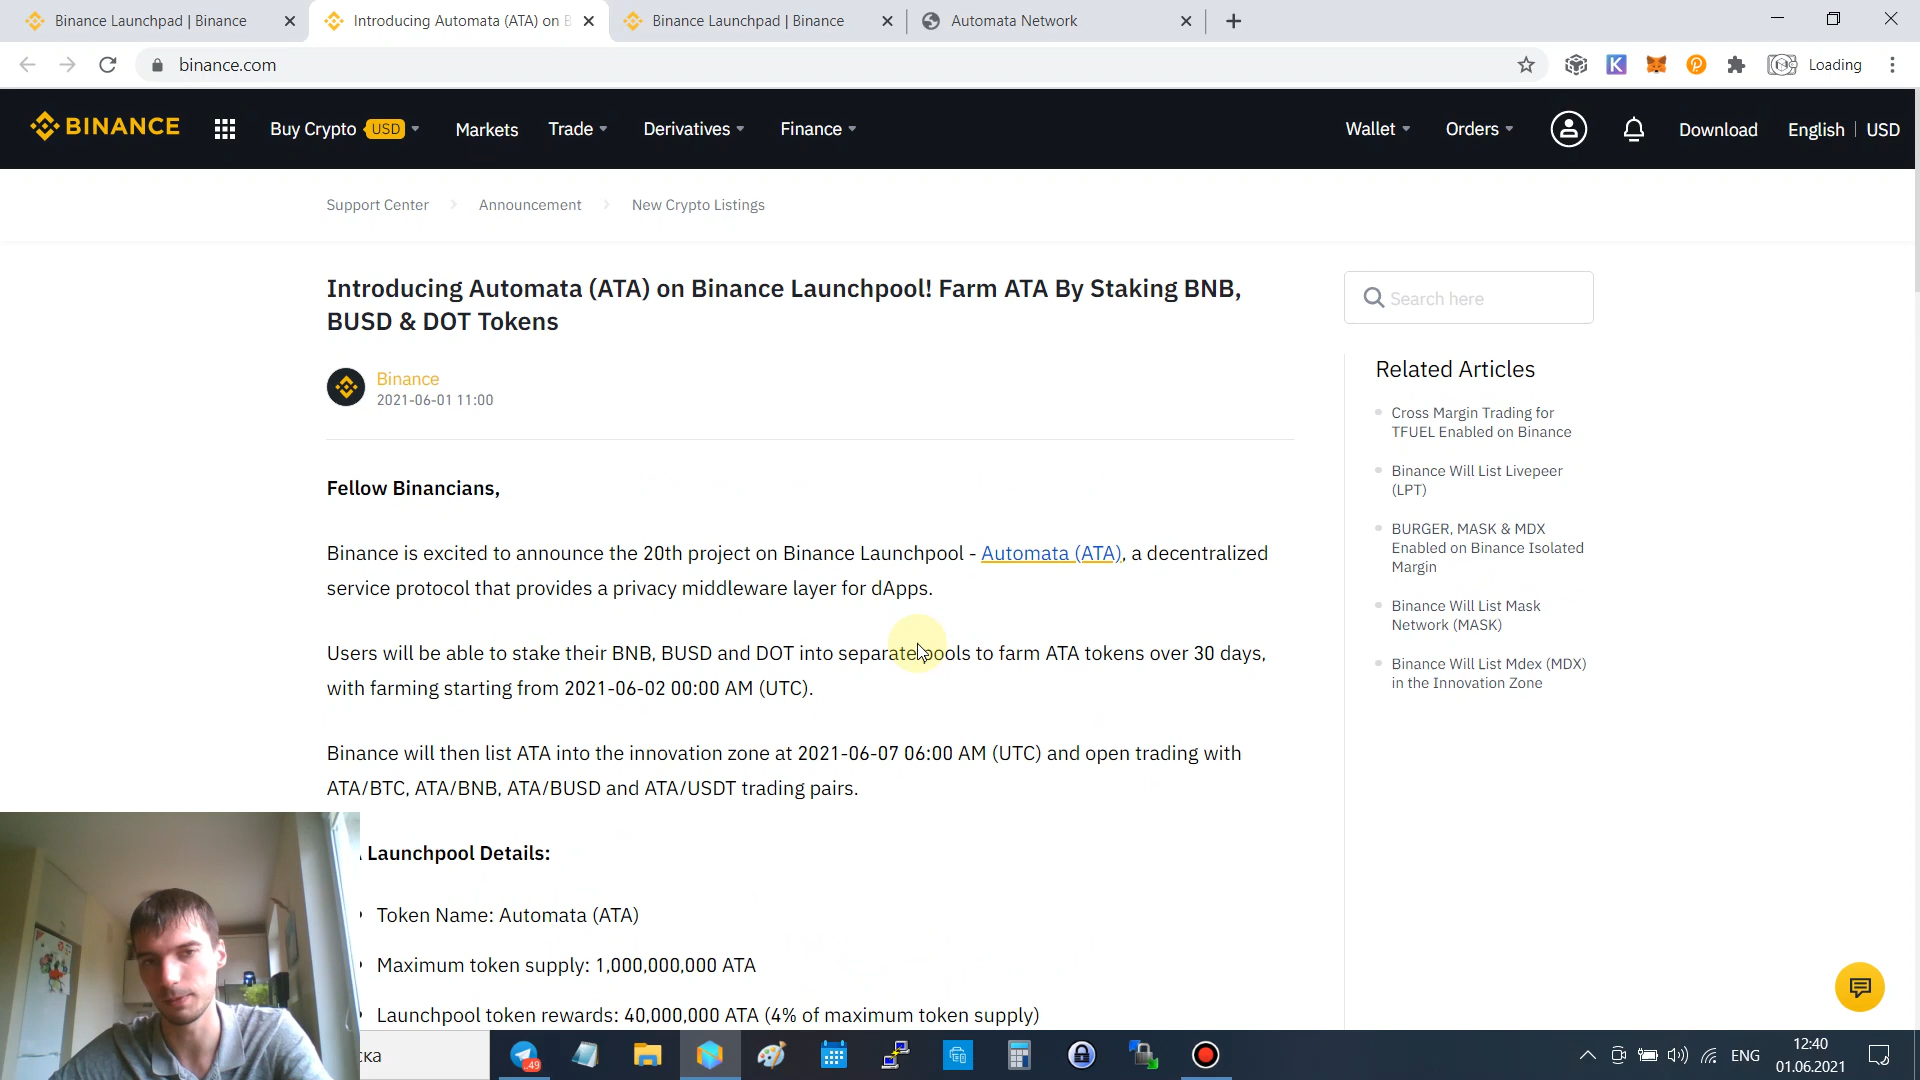 Binance Launchpad | Binance
Introducing Automata (ATA) on B
Binance Launchpad | Binance
Automata Network
binance.com
Loading
BINANCE
Buy Crypto USD
Markets
Trade
Derivatives
Finance
Wallet
Orders
Download
English | USD
Support Center
Announcement
New Crypto Listings
Introducing Automata (ATA) on Binance Launchpool! Farm ATA By Staking BNB,
BUSD & DOT Tokens
Binance
2021-06-01 11:00
Fellow Binancians,
Binance is excited to announce the 20th project on Binance Launchpool - Automata (ATA), a decentralized
service protocol that provides a privacy middleware layer for dApps.
Users will be able to stake their BNB, BUSD and DOT into separate pools to farm ATA tokens over 30 days,
with farming starting from 2021-06-02 00:00 AM (UTC).
Binance will then list ATA into the innovation zone at 2021-06-07 06:00 AM (UTC) and open trading with
ATA/BTC, ATA/BNB, ATA/BUSD and ATA/USDT trading pairs.
Launchpool Details:
Token Name: Automata (ATA)
Maximum token supply: 1,000,000,000 ATA
Launchpool token rewards: 40,000,000 ATA (4% of maximum token supply)
Search here
Related Articles
Cross Margin Trading for
TFUEL Enabled on Binance
Binance Will List Livepeer
(LPT)
BURGER, MASK & MDX
Enabled on Binance Isolated
Margin
Binance Will List Mask
Network (MASK)
Binance Will List Mdex (MDX)
in the Innovation Zone
ска
49
ENG
12:40
01.06.2021